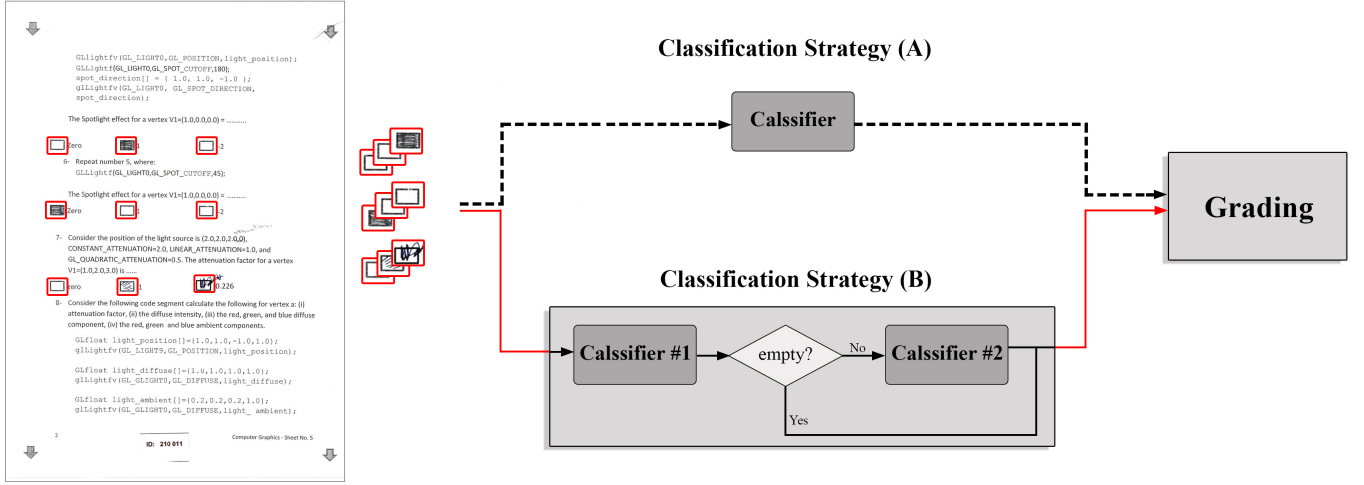 GLlightfv(GL_LIGHT0,GL_POSITION,light_position);
GLLightf(GL_LIGHT0,GL_SPOT_CUTOFF,180);
spot_direction[] = { 1.0, 1.0, -1.0 };
glLightfv(GL_LIGHT0, GL_SPOT_DIRECTION,
spot_direction);
The Spotlight effect for a vertex V1=(1.0,0.0,0.0) = ..........
Zero 1 -2
6- Repeat number 5, where:
GLLightf(GL_LIGHT0,GL_SPOT_CUTOFF,45);
The Spotlight effect for a vertex V1=(1.0,0.0,0.0) = ..........
Zero 1 -2
7- Consider the position of the light source is (2.0,2.0,2.0,0),
CONSTANT_ATTENUATION=2.0, LINEAR_ATTENUATION=1.0, and
GL_QUADRATIC_ATTENUATION=0.5. The attenuation factor for a vertex
V1=(1.0,2.0,3.0) is ......
zero 1 0.226
8- Consider the following code segment calculate the following for vertex a: (i)
attenuation factor, (ii) the diffuse intensity, (iii) the red, green, and blue diffuse
component, (iv) the red, green and blue ambient components.
GLfloat light_position[]={1.0,1.0,-1.0,1.0};
glLightfv(GL_LIGHT9,GL_POSITION,light_position);
GLfloat light_diffuse[]={1.0,1.0,1.0,1.0};
glLightfv(GL_GLIGHT0,GL_DIFFUSE,light_diffuse);
GLfloat light_ambient[]={0.2,0.2,0.2,1.0};
glLightfv(GL_GLIGHT0,GL_DIFFUSE,light_ ambient);
2 ID: 210 011 Computer Graphics - Sheet No. 5
Classification Strategy (A)
Calssifier
Grading
Classification Strategy (B)
Calssifier #1
empty?
No
Calssifier #2
Yes